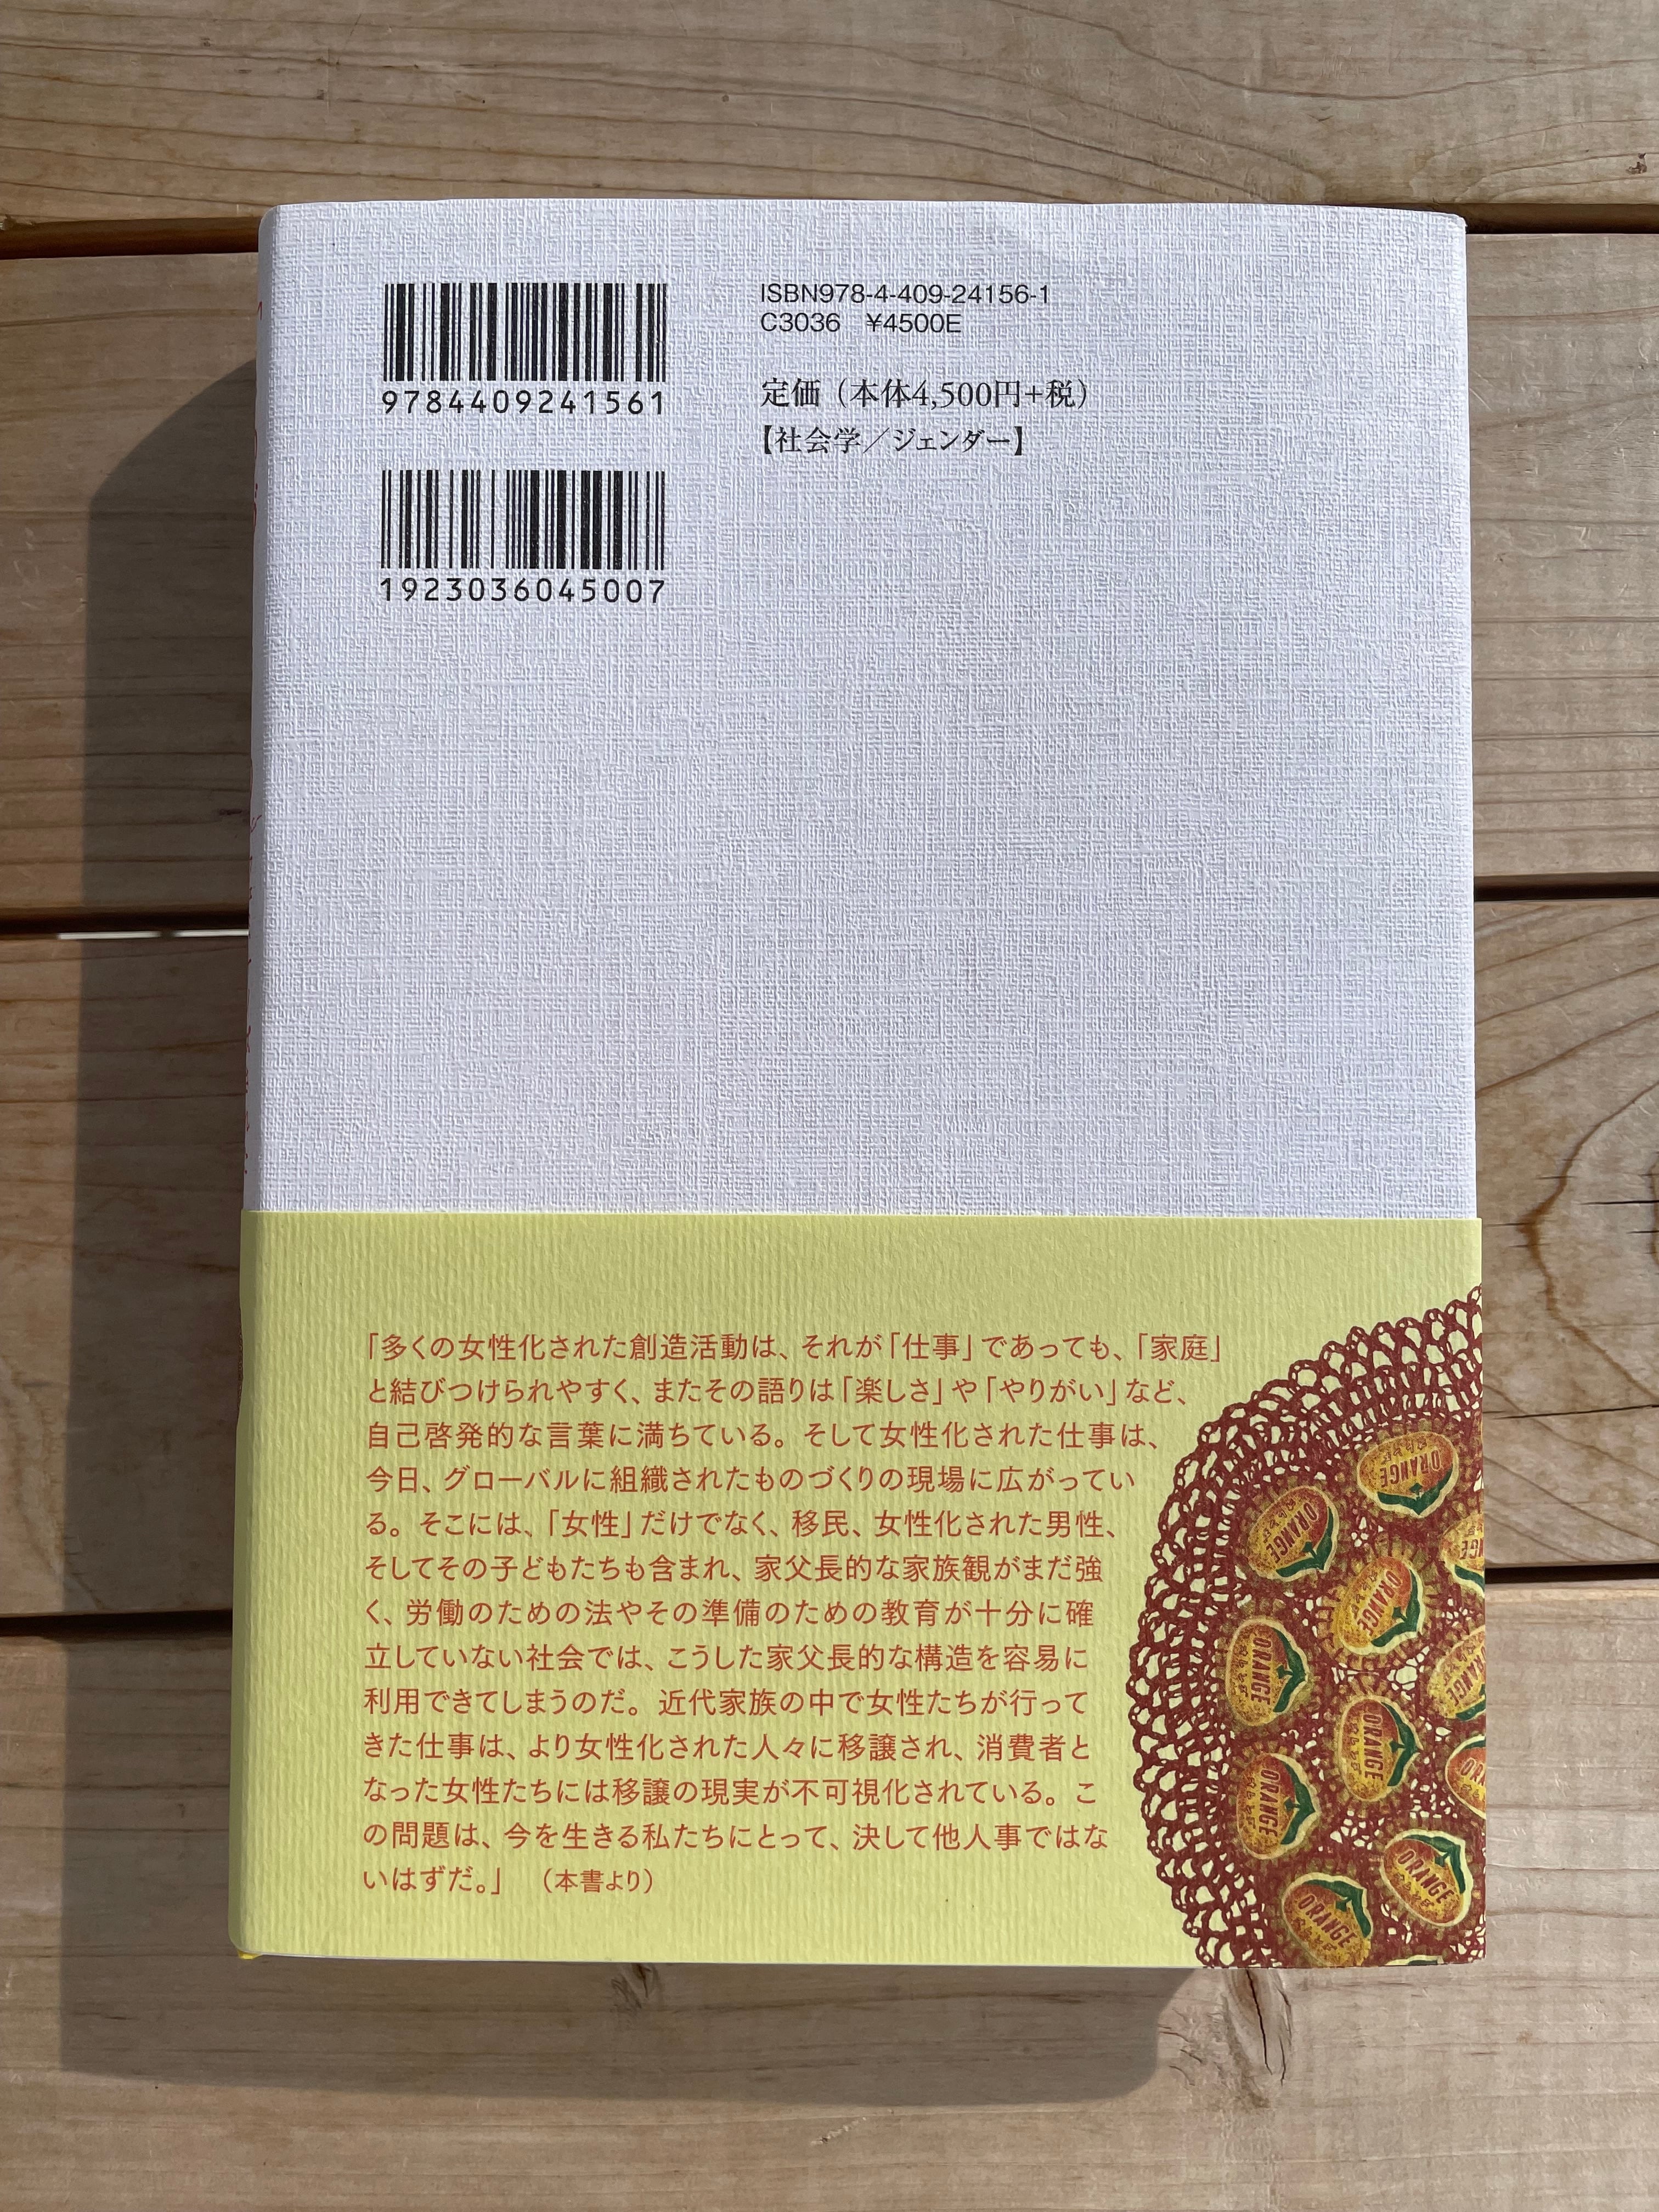 9784409241561
1923036045007
ISBN978-4-409-24156-1
C3036 ¥4500E
定価（本体4,500円+税）
【社会学／ジェンダー】
「多くの女性化された創造活動は、それが「仕事」であっても、「家庭」
と結びつけられやすく、またその語りは「楽しさ」や「やりがい」など、
自己啓発的な言葉に満ちている。そして女性化された仕事は、
今日、グローバルに組織されたものづくりの現場に広がってい
る。そこには、「女性」だけでなく、移民、女性化された男性、
そしてその子どもたちも含まれ、家父長的な家族観がまだ強
く、労働のための法やその準備のための教育が十分に確
立していない社会では、こうした家父長的な構造を容易に
利用できてしまうのだ。近代家族の中で女性たちが行って
きた仕事は、より女性化された人々に移譲され、消費者と
なった女性たちには移譲の現実が不可視化されている。こ
の問題は、今を生きる私たちにとって、決して他人事ではな
いはずだ。」（本書より）
ORANGE
ORANGE
ORANGE
ORANGE
ORANGE
ORANGE
ORANGE
ORANGE